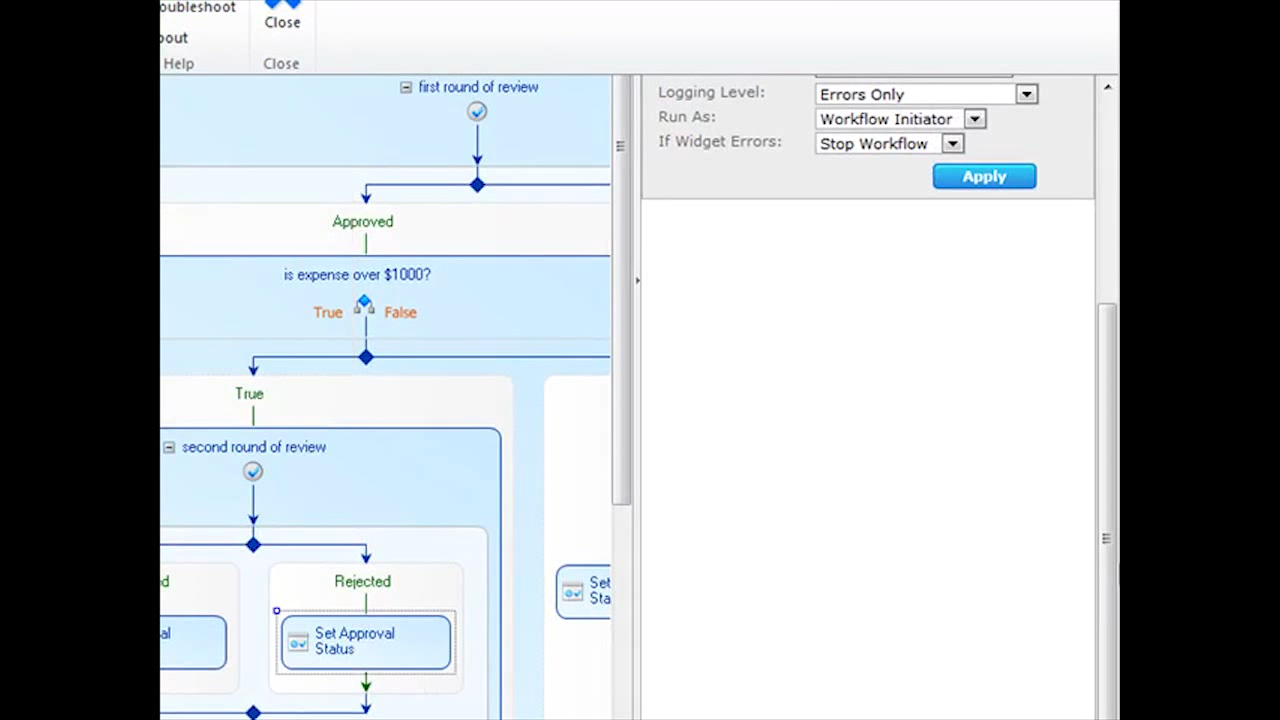 oubleshoot
Close
bout
Help
Close
first round of review
Approved
is expense over $1000?
True
False
True
second round of review
ed
Rejected
al
Set Approval
Status
Set
Sta
Logging Level:
Errors Only
Run As:
Workflow Initiator
If Widget Errors:
Stop Workflow
Apply